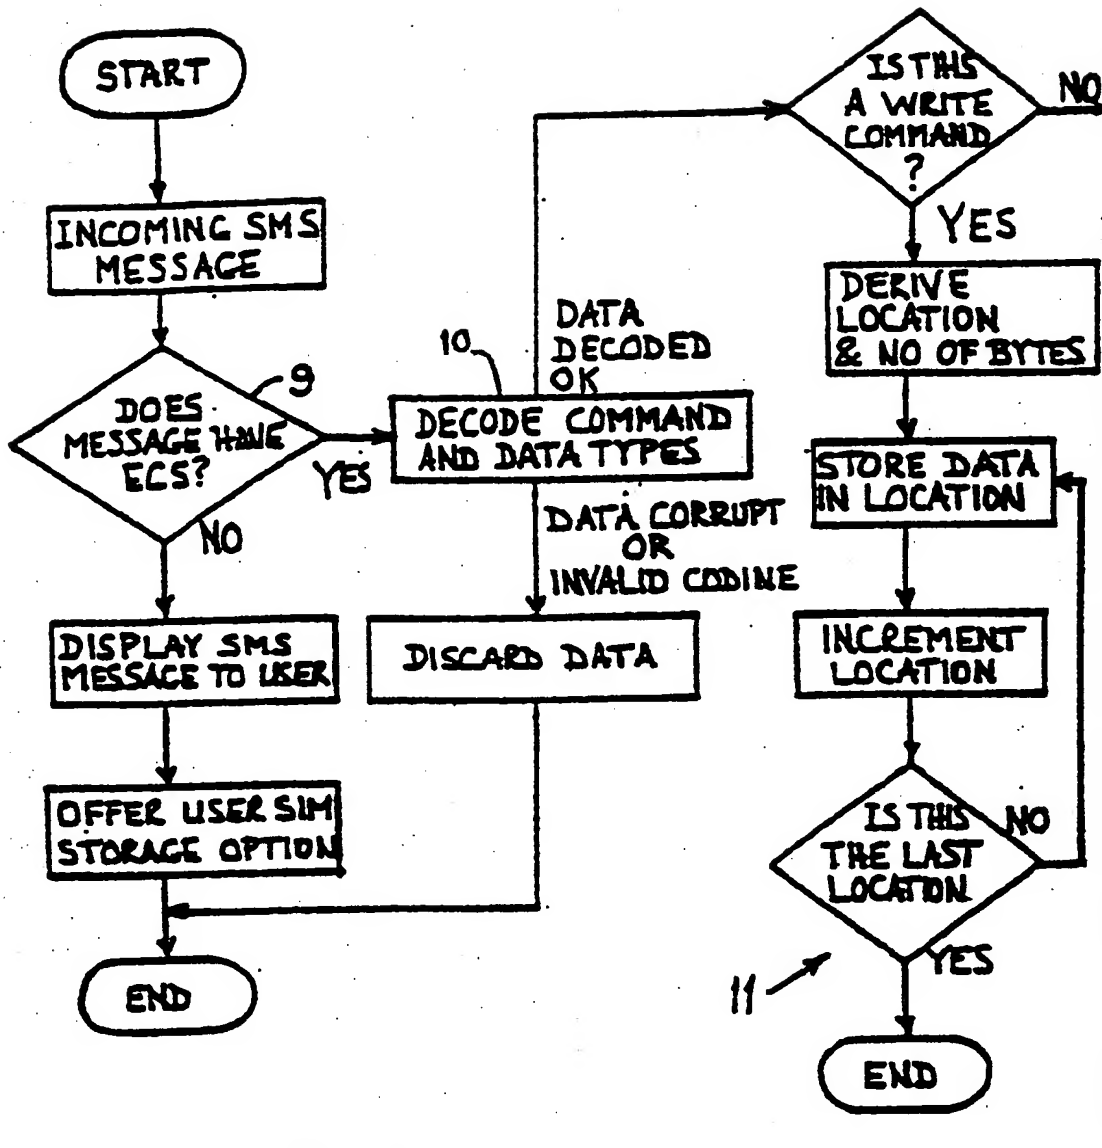 START
INCOMING SMS
MESSAGE
9
DOES
MESSAGE HAVE
ECS?
YES
NO
DISPLAY SMS
MESSAGE TO USER
OFFER USER SIM
STORAGE OPTION
END
10
DATA
DECODED
OK
DECODE COMMAND
AND DATA TYPES
DATA CORRUPT
OR
INVALID CODINE
DISCARD DATA
IS THIS
A WRITE
COMMAND
?
NO
YES
DERIVE
LOCATION
& NO OF BYTES
STORE DATA
IN LOCATION
INCREMENT
LOCATION
IS THIS
THE LAST
LOCATION
NO
YES
11
END